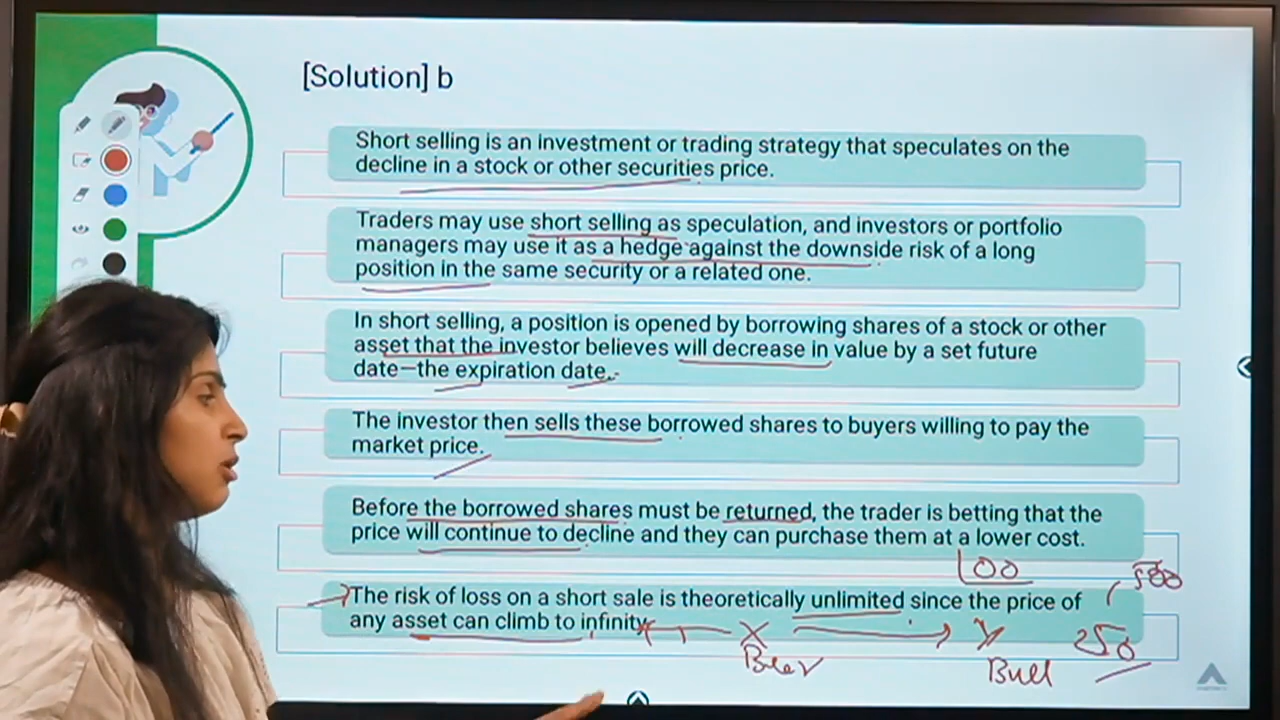 [Solution] b
Short selling is an investment or trading strategy that speculates on the
decline in a stock or other securities price.
Traders may use short selling as speculation, and investors or portfolio
managers may use it as a hedge against the downside risk of a long
position in the same security or a related one.
In short selling, a position is opened by borrowing shares of a stock or other
asset that the investor believes will decrease in value by a set future
date—the expiration date.
The investor then sells these borrowed shares to buyers willing to pay the
market price.
Before the borrowed shares must be returned, the trader is betting that the
price will continue to decline and they can purchase them at a lower cost.
100
500
The risk of loss on a short sale is theoretically unlimited since the price of
any asset can climb to infinity
250
Beer
Bull